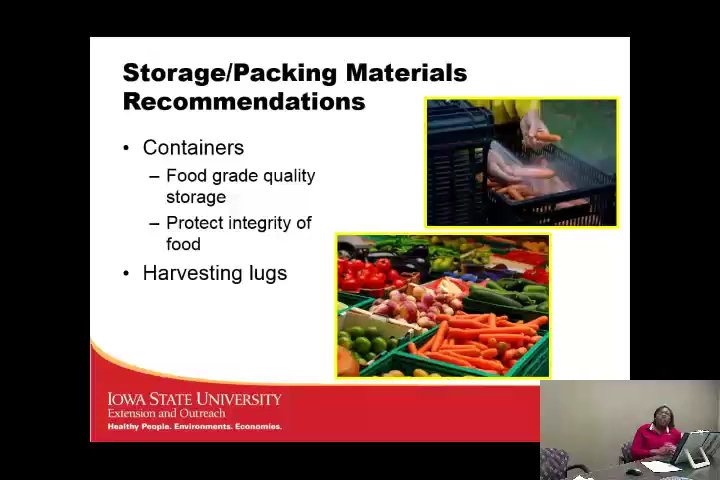 Storage/Packing Materials
Recommendations
• Containers
– Food grade quality
storage
– Protect integrity of
food
• Harvesting lugs
IOWA STATE UNIVERSITY
Extension and Outreach
Healthy People. Environments. Economies.